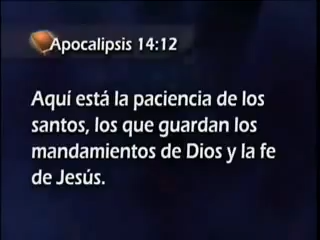 Apocalipsis 14:12
Aquí está la paciencia de los
santos, los que guardan los
mandamientos de Dios y la fe
de Jesús.